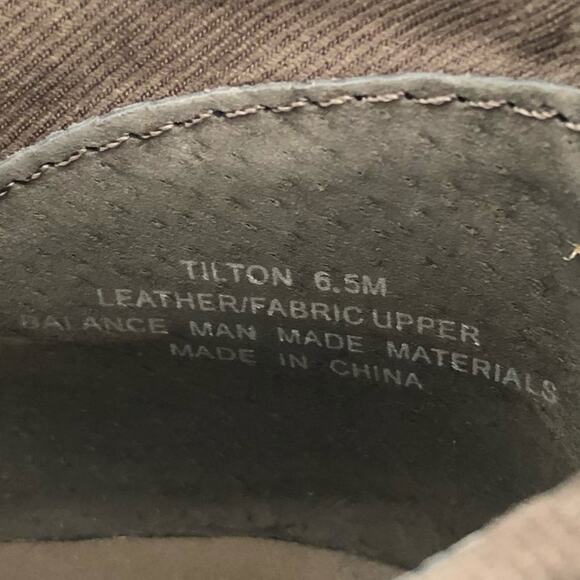 TILTON 6.5M
LEATHER/FABRIC UPPER
BALANCE MAN MADE MATERIALS
MADE IN CHINA